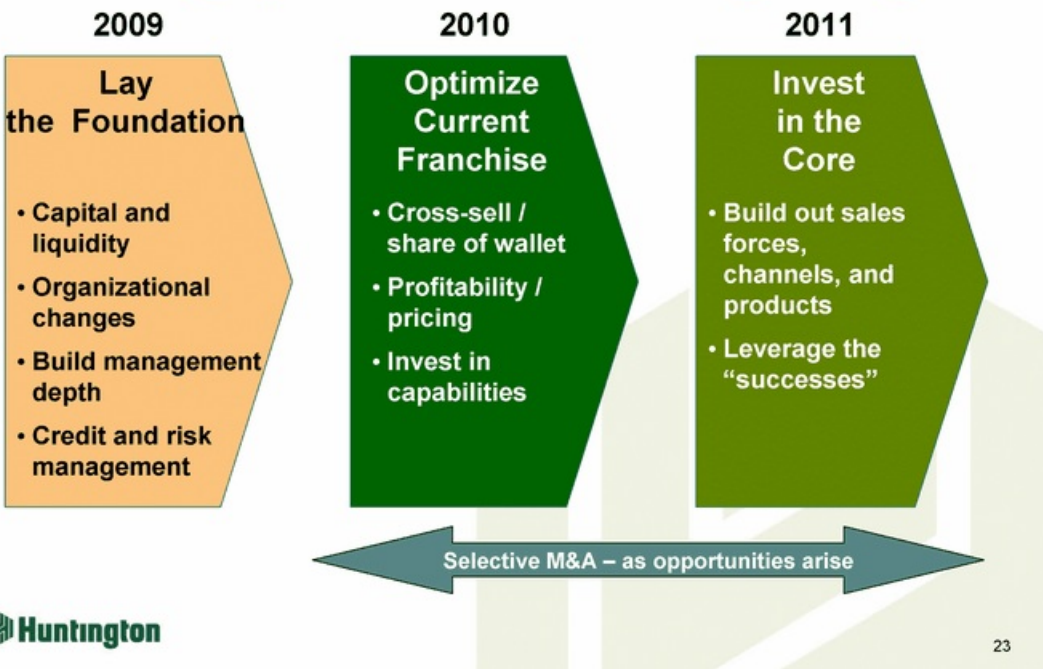 2009
Lay
the Foundation
• Capital and
liquidity
• Organizational
changes
• Build management
depth
• Credit and risk
management
2010
Optimize
Current
Franchise
• Cross-sell /
share of wallet
• Profitability /
pricing
• Invest in
capabilities
2011
Invest
in the
Core
• Build out sales
forces,
channels, and
products
• Leverage the
“successes”
Selective M&A – as opportunities arise
Huntington
23